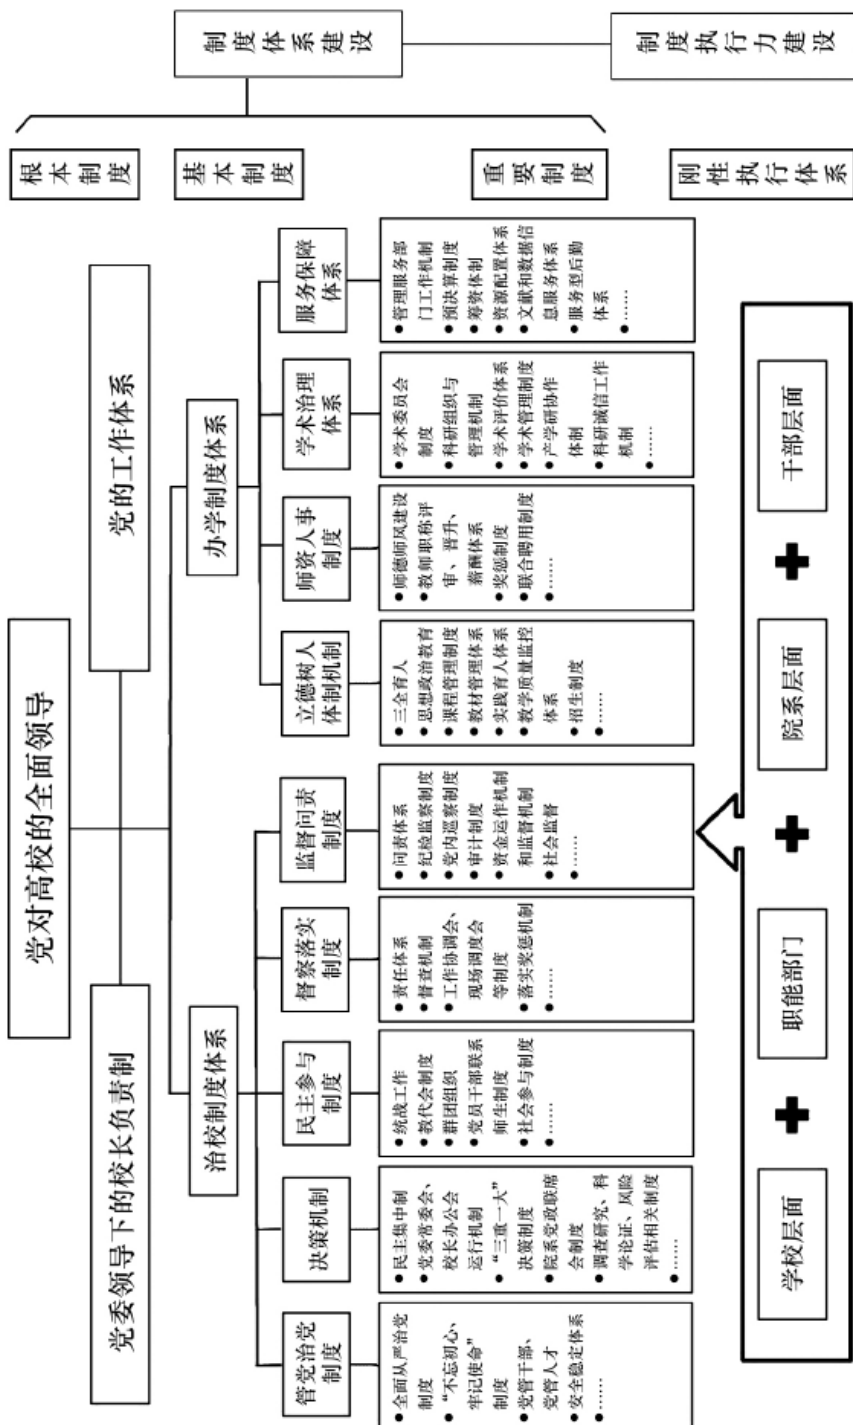 党对高校的全面领导
党委领导下的校长负责制
党的工作体系
根本制度
治校制度体系
办学制度体系
基本制度
制度体系建设
管党治党
制度
决策机制
民主参与
制度
督察落实
制度
监督问责
制度
立德树人
体制机制
师资人事
制度
学术治理
体系
服务保障
体系
●全面从严治党
制度
●“不忘初心、
牢记使命”
制度
●党管干部、
党管人才
●安全稳定体系
●……
●民主集中制
●党委常委会、
校长办公会
运行机制
●“三重一大”
决策制度
●院系党政联席
会制度
●调查研究、科
学论证、风险
评估相关制度
●……
●统战工作
●教代会制度
●群团组织
●党员干部联系
师生制度
●社会参与制度
●……
●责任体系
●督查机制
●工作协调会、
现场调度会
等制度
●落实奖惩机制
●……
●问责体系
●纪检监察制度
●党内巡察制度
●审计制度
●资金运作机制
和监督机制
●社会监督
●……
●三全育人
●思想政治教育
●课程管理制度
●教材管理体系
●实践育人体系
●教学质量监控
体系
●招生制度
●……
●师德师风建设
●教师职称评
审、晋升、
薪酬体系
●奖惩制度
●联合聘用制度
●……
●学术委员会
制度
●科研组织与
管理机制
●学术评价体系
●学术管理制度
●产学研协作
体制
●科研诚信工作
机制
●……
●管理服务部
门工作机制
●预决算制度
●筹资体制
●资源配置体系
●文献和数据信
息服务体系
●服务型后勤
体系
●……
重要制度
学校层面
职能部门
院系层面
干部层面
刚性执行体系
制度执行力建设